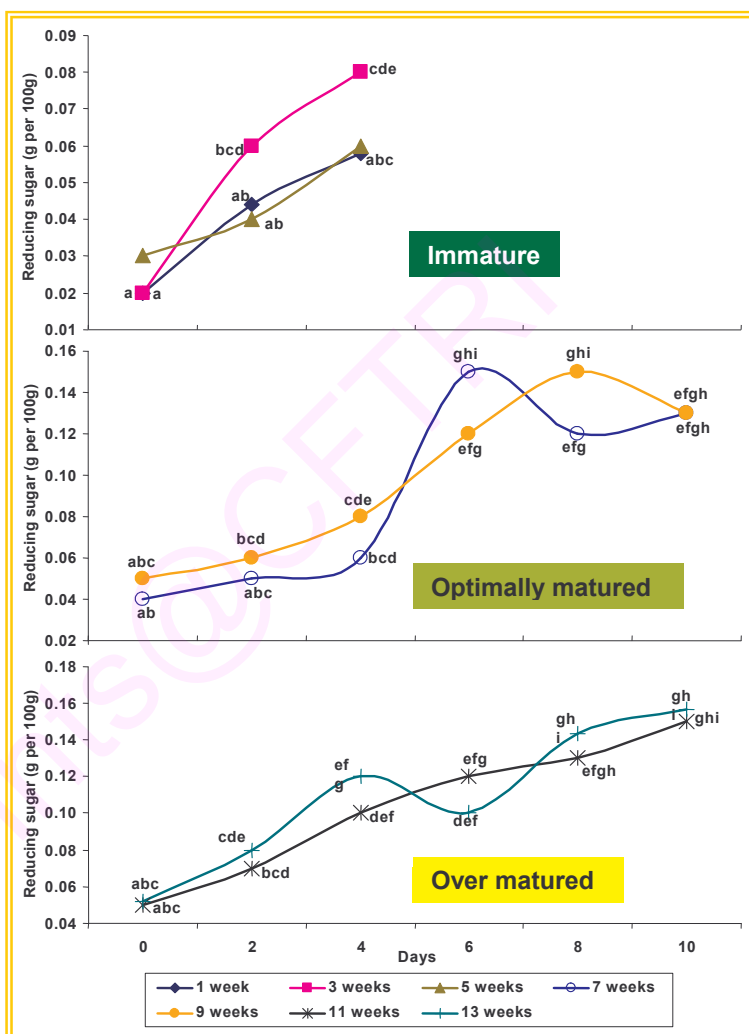 0.09
0.08
0.07
0.06
0.05
0.04
0.03
0.02
0.01
Reducing sugar (g per 100g)
cde
bcd
abc
ab
ab
a
a
Immature
0.16
0.14
0.12
0.10
0.08
0.06
0.04
0.02
Reducing sugar (g per 100g)
ghi
ghi
efgh
efgh
efg
efg
cde
bcd
bcd
abc
abc
ab
Optimally matured
0.18
0.16
0.14
0.12
0.10
0.08
0.06
0.04
Reducing sugar (g per 100g)
gh
i
ghi
gh
i
efgh
efg
def
ef
g
def
cde
bcd
abc
abc
Over matured
0 2 4 6 8 10
Days
1 week 3 weeks 5 weeks 7 weeks
9 weeks 11 weeks 13 weeks
nts@CFTRI